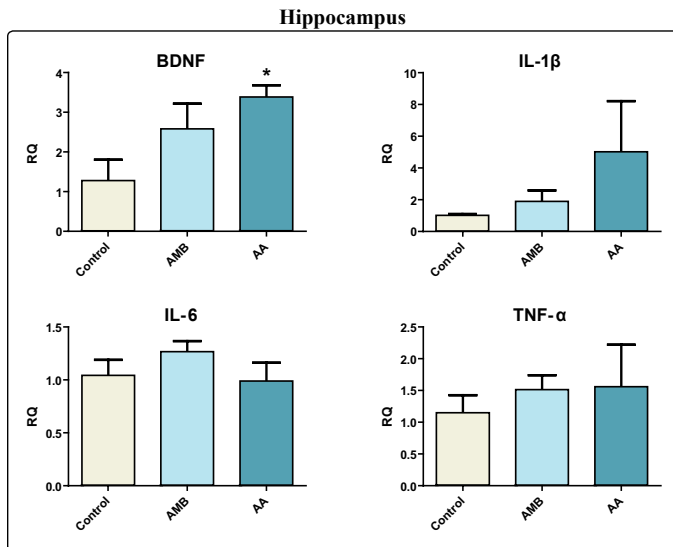 Hippocampus
BDNF
*
4
3
2
1
0
RQ
Control
AMB
AA
IL-1β
10
8
6
4
2
0
RQ
Control
AMB
AA
IL-6
1.5
1.0
0.5
0.0
RQ
Control
AMB
AA
TNF-α
2.5
2.0
1.5
1.0
0.5
0.0
RQ
Control
AMB
AA